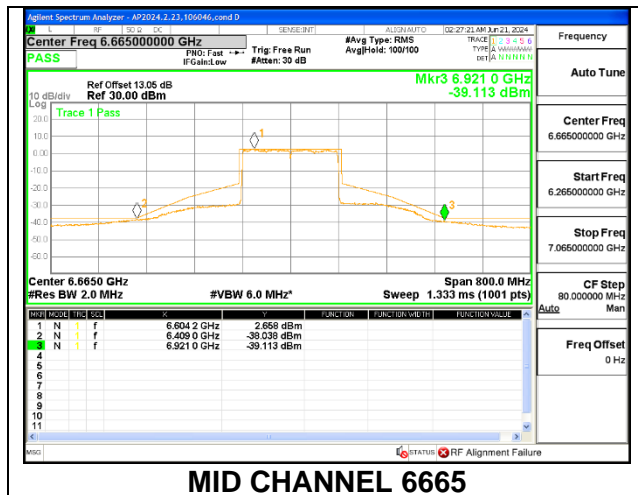 Agilent Spectrum Analyzer - AP2024.2.23,106046,cond D
L RF 50 Ω DC SENSE:INT ALIGNAUTO 02:27:21 AM Jun 21, 2024
Center Freq 6.665000000 GHz #Avg Type: RMS TRACE 1 2 3 4 5 6
PASS PNO: Fast Trig: Free Run Avg|Hold: 100/100 TYPE A WWWWW
IFGain:Low #Atten: 30 dB DET A N N N N N
Ref Offset 13.05 dB Mkr3 6.921 0 GHz
10 dB/div Ref 30.00 dBm -39.113 dBm
Log
Trace 1 Pass
20.0
10.0
0.00
-10.0
-20.0
-30.0
-40.0
-50.0
-60.0
1
2
3
Center 6.6650 GHz Span 800.0 MHz
#Res BW 2.0 MHz #VBW 6.0 MHz* Sweep 1.333 ms (1001 pts)
MKR MODE TRC SCL X Y FUNCTION FUNCTION WIDTH FUNCTION VALUE
1 N 1 f 6.604 2 GHz 2.658 dBm
2 N 1 f 6.409 0 GHz -38.038 dBm
3 N 1 f 6.921 0 GHz -39.113 dBm
4
5
6
7
8
9
10
11
MSG STATUS RF Alignment Failure
Frequency
Auto Tune
Center Freq
6.665000000 GHz
Start Freq
6.265000000 GHz
Stop Freq
7.065000000 GHz
CF Step
80.000000 MHz
Auto Man
Freq Offset
0 Hz
MID CHANNEL 6665